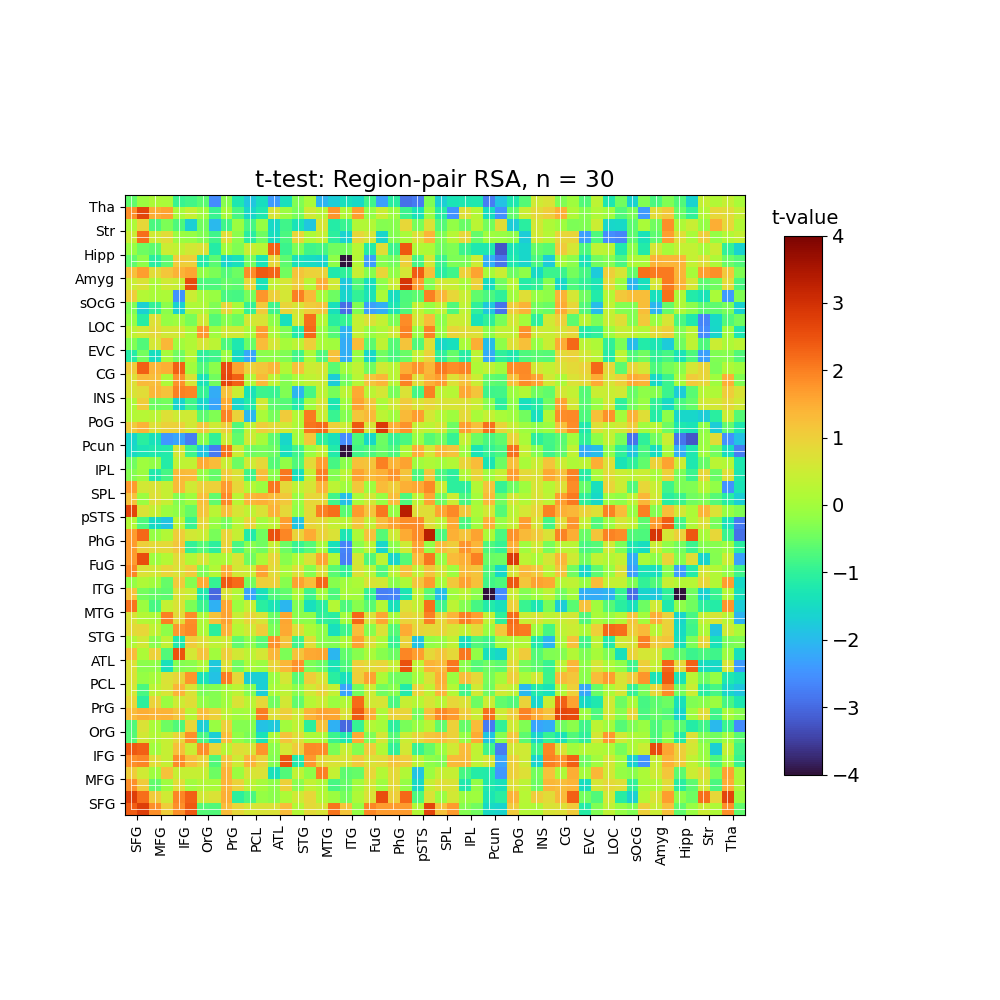 t-test: Region-pair RSA, n = 30
t-value
Tha
Str
Hipp
Amyg
sOcG
LOC
EVC
CG
INS
PoG
Pcun
IPL
SPL
pSTS
PhG
FuG
ITG
MTG
STG
ATL
PCL
PrG
OrG
IFG
MFG
SFG
SFG
MFG
IFG
OrG
PrG
PCL
ATL
STG
MTG
ITG
FuG
PhG
pSTS
SPL
IPL
Pcun
PoG
INS
CG
EVC
LOC
sOcG
Amyg
Hipp
Str
Tha
4
3
2
1
0
−1
−2
−3
−4